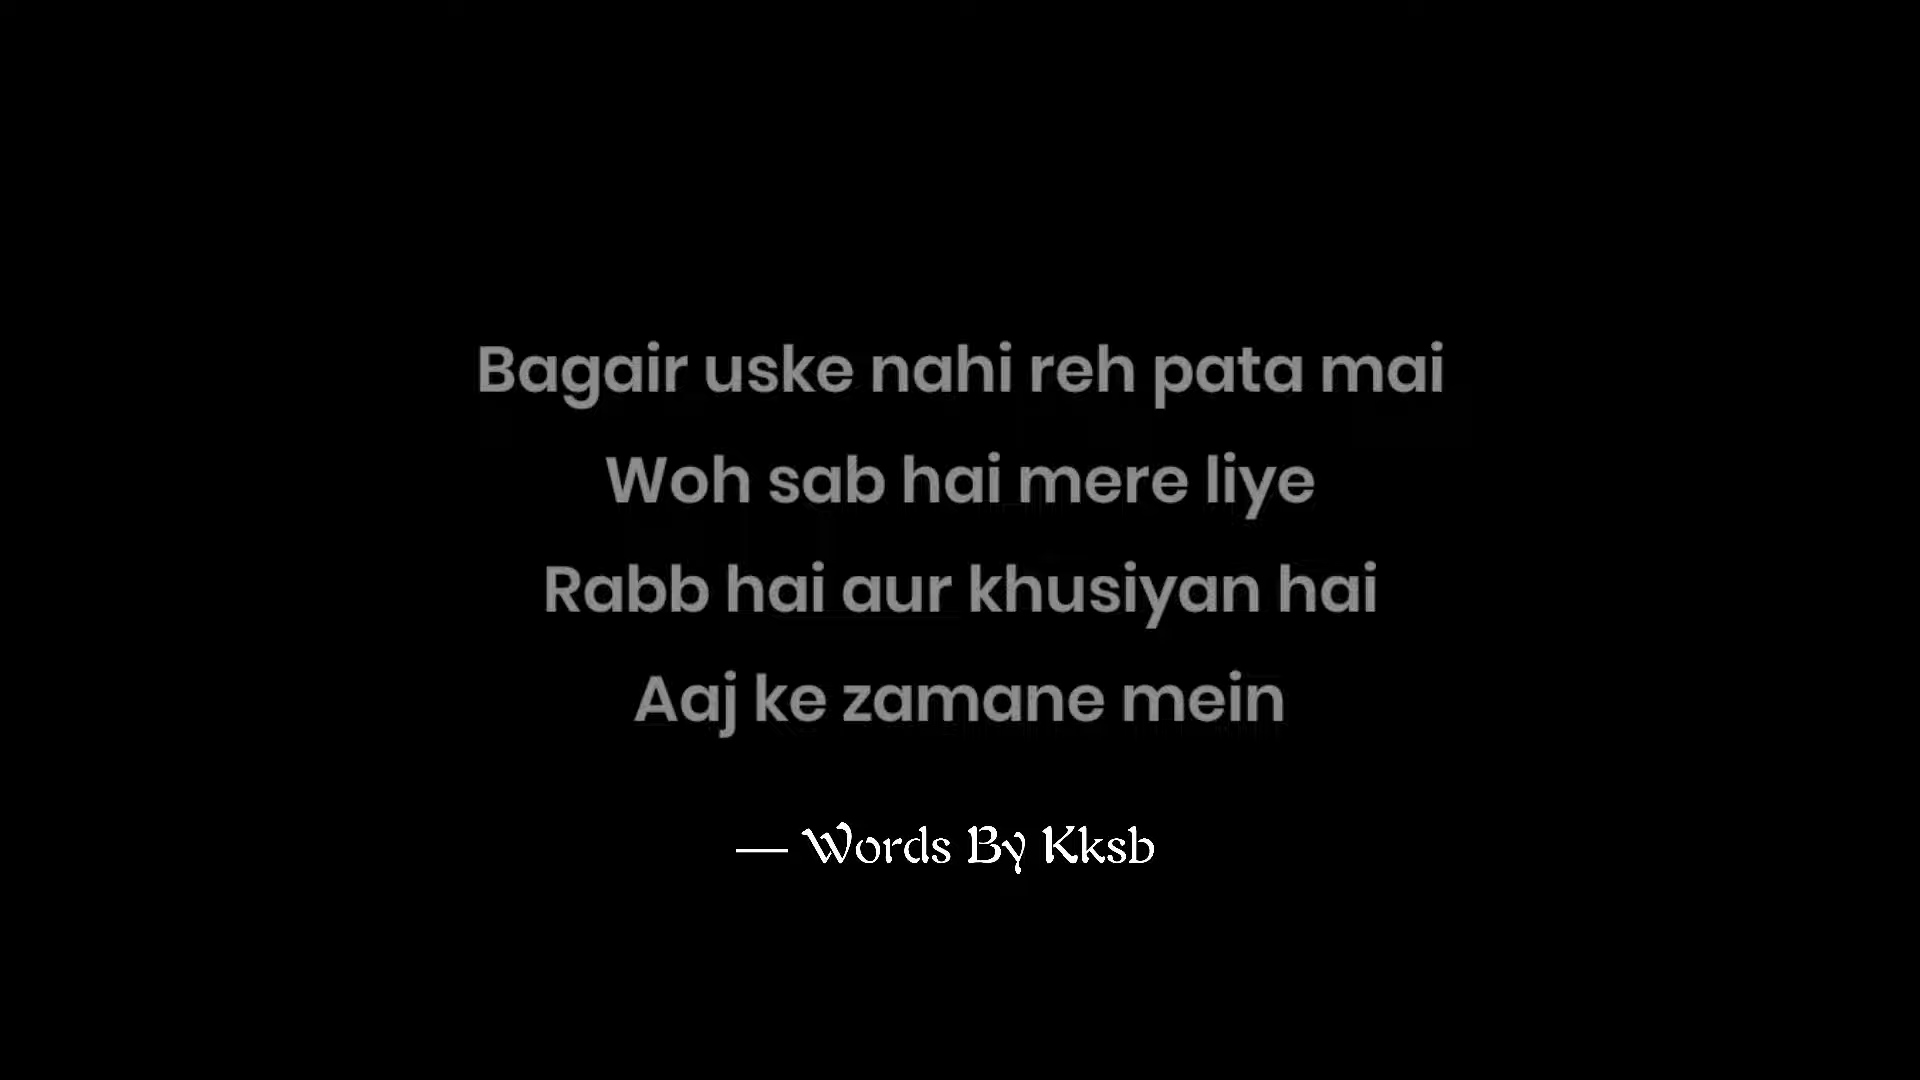 Bagair uske nahi reh pata mai
Woh sab hai mere liye
Rabb hai aur khusiyan hai
Aaj ke zamane mein
— Words By Kksb